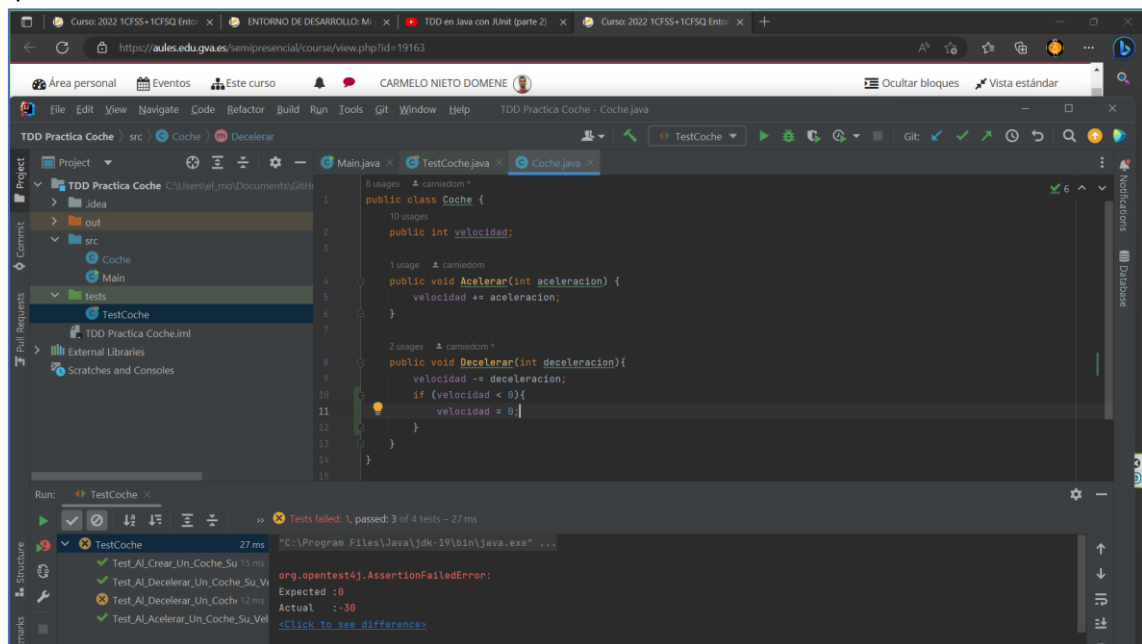 Curso: 2022 1CFSS+1CFSQ Ento
ENTORNO DE DESARROLLO: Mi
TDD en Java con JUnit (parte 2)
Curso: 2022 1CFSS+1CFSQ Ento
https://aules.edu.gva.es/semipresencial/course/view.php?id=19163
Área personal Eventos Este curso CARMELO NIETO DOMENE Ocultar bloques Vista estándar
File Edit View Navigate Code Refactor Build Run Tools Git Window Help TDD Practica Coche - Coche.java
TDD Practica Coche src Coche Decelerar TestCoche Git:
Project Main.java TestCoche.java Coche.java
TDD Practica Coche C:\Users\el_mo\Documents\GitH
.idea
out
src
Coche
Main
tests
TestCoche
TDD Practica Coche.iml
External Libraries
Scratches and Consoles
Project
Commit
Pull Requests
Notifications
Database
6
8 usages carniedom *
1 public class Coche {
10 usages
2 public int velocidad;
3
1 usage carniedom
4 public void Acelerar(int aceleracion) {
5 velocidad += aceleracion;
6 }
7
2 usages carniedom *
8 public void Decelerar(int deceleracion){
9 velocidad -= deceleracion;
10 if (velocidad < 0){
11 velocidad = 0;
12 }
13 }
14 }
15
Run: TestCoche
Tests failed: 1, passed: 3 of 4 tests – 27 ms
TestCoche 27 ms
Test_Al_Crear_Un_Coche_Su 15 ms
Test_Al_Decelerar_Un_Coche_Su_Ve
Test_Al_Decelerar_Un_Coche 12 ms
Test_Al_Acelerar_Un_Coche_Su_Vel
"C:\Program Files\Java\jdk-19\bin\java.exe" ...
org.opentest4j.AssertionFailedError:
Expected :0
Actual :-30
<Click to see difference>
Structure
marks